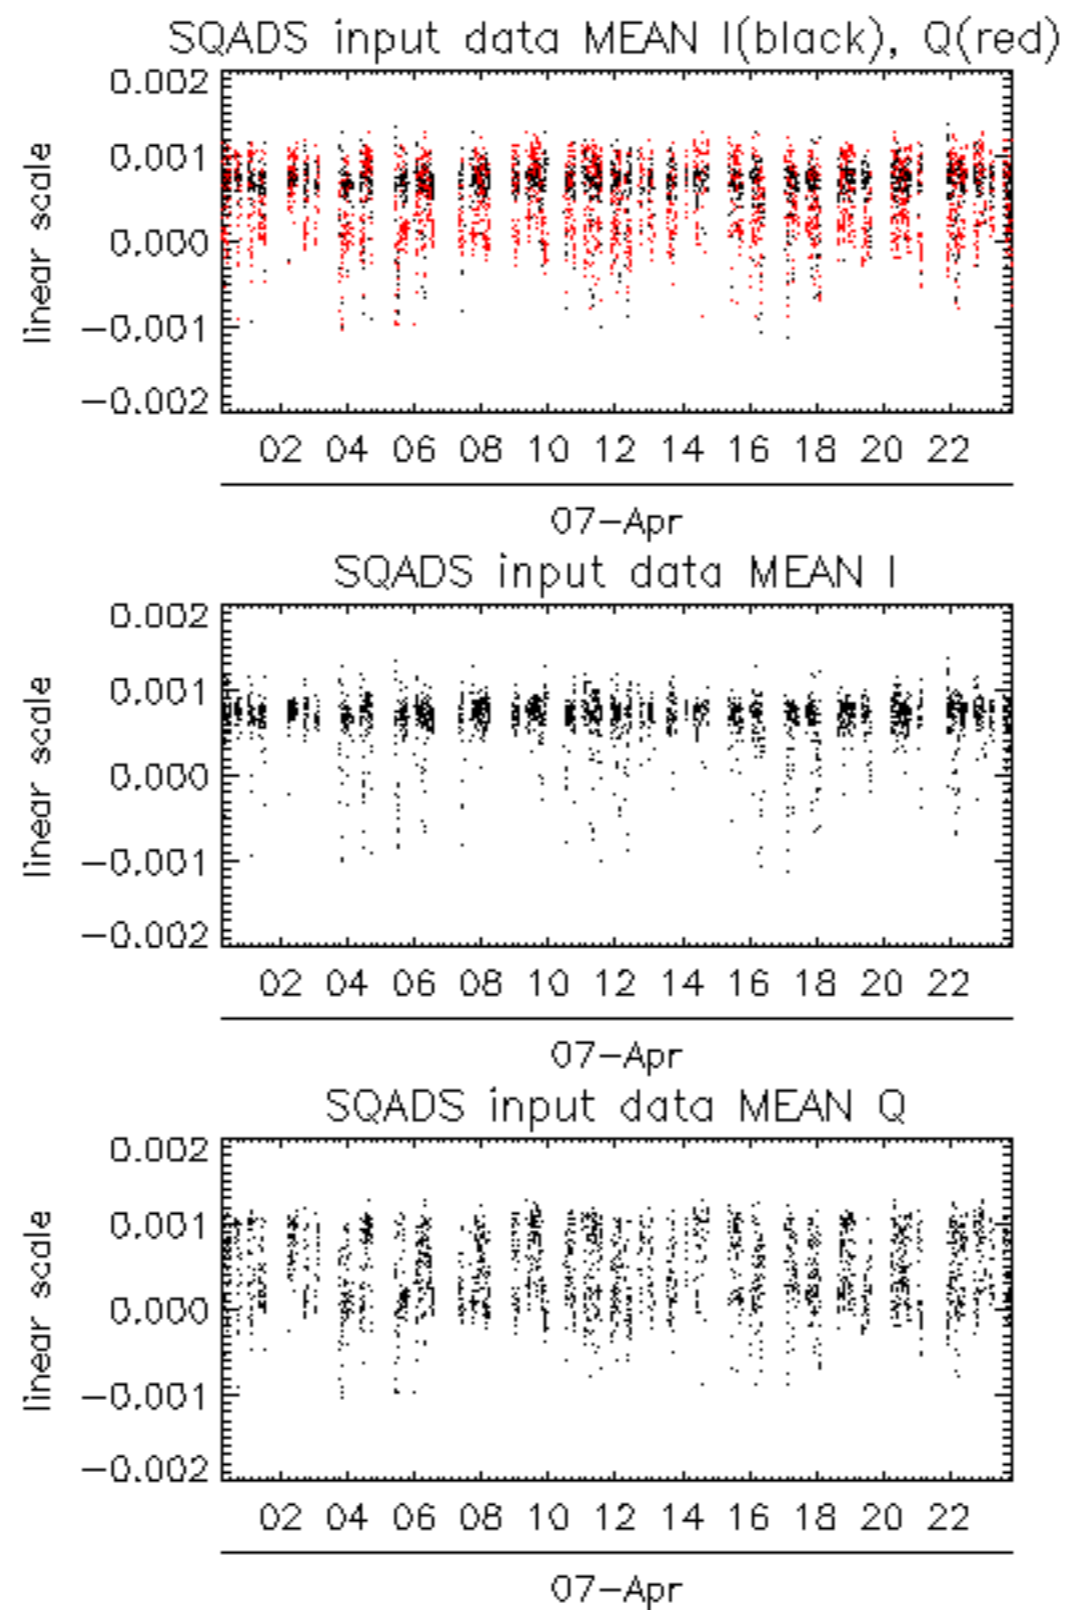 SQADS input data MEAN I(black), Q(red)
0.002
0.001
0.000
−0.001
−0.002
linear scale
02 04 06 08 10 12 14 16 18 20 22
07−Apr
SQADS input data MEAN I
0.002
0.001
0.000
−0.001
−0.002
linear scale
02 04 06 08 10 12 14 16 18 20 22
07−Apr
SQADS input data MEAN Q
0.002
0.001
0.000
−0.001
−0.002
linear scale
02 04 06 08 10 12 14 16 18 20 22
07−Apr